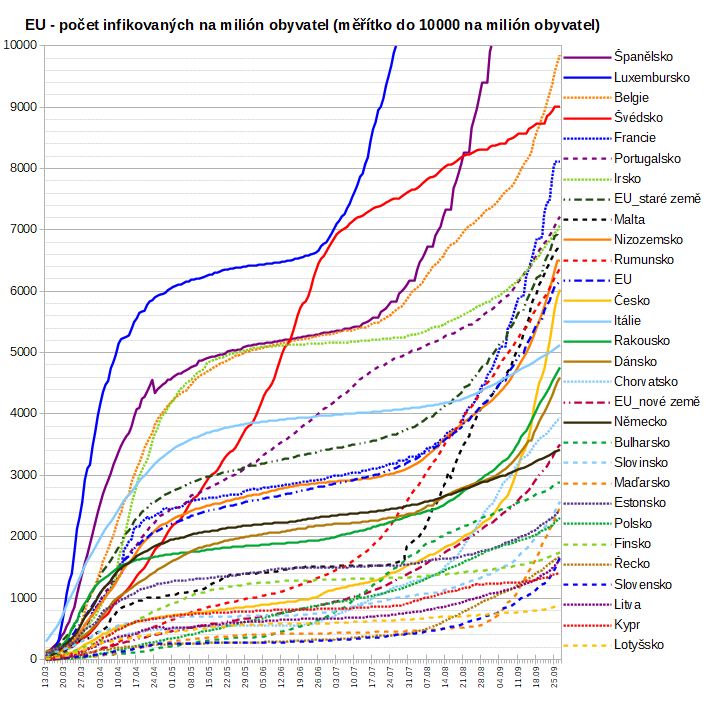 EU - počet infikovaných na milión obyvatel (měřítko do 10000 na milión obyvatel)
10000
9000
8000
7000
6000
5000
4000
3000
2000
1000
0
13.03
20.03
27.03
03.04
10.04
17.04
24.04
01.05
08.05
15.05
22.05
29.05
05.06
12.06
19.06
26.06
03.07
10.07
17.07
24.07
31.07
07.08
14.08
21.08
28.08
04.09
11.09
18.09
25.09
Španělsko
Luxembursko
Belgie
Švédsko
Francie
Portugalsko
Irsko
EU_staré země
Malta
Nizozemsko
Rumunsko
EU
Česko
Itálie
Rakousko
Dánsko
Chorvatsko
EU_nové země
Německo
Bulharsko
Slovinsko
Maďarsko
Estonsko
Polsko
Finsko
Řecko
Slovensko
Litva
Kypr
Lotyšsko